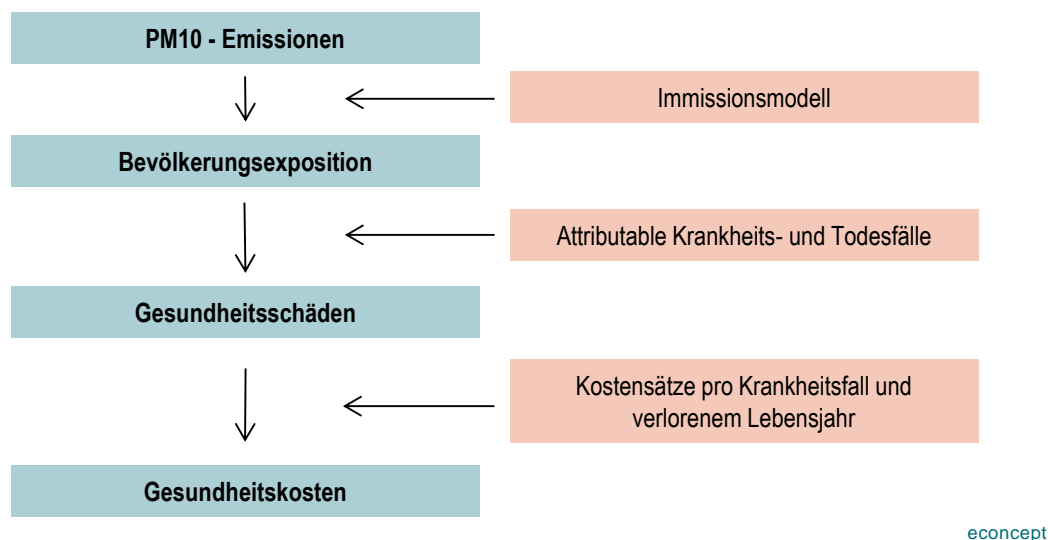 PM10 - Emissionen
Immissionsmodell
Bevölkerungsexposition
Attributable Krankheits- und Todesfälle
Gesundheitsschäden
Kostensätze pro Krankheitsfall und
verlorenem Lebensjahr
Gesundheitskosten
econcept